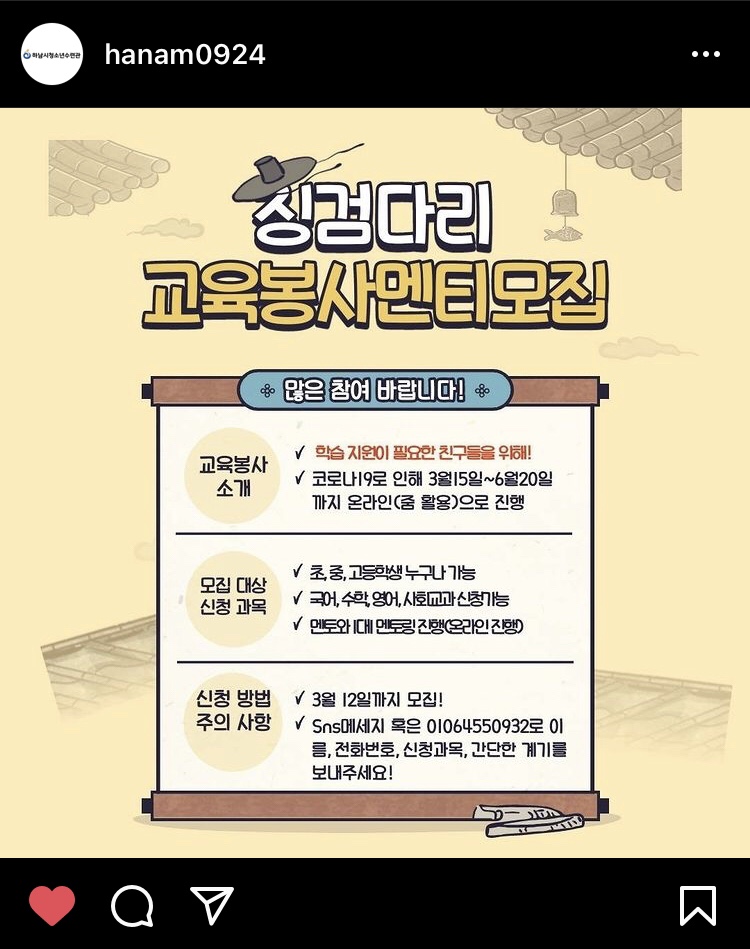 하남시청소년수련관
hanam0924
싱검다리
교육봉사멘티모집
많은 참여 바랍니다!
교육봉사
소개
✓ 학습 지원이 필요한 친구들을 위해!
✓ 코로나19로 인해 3월15일~6월20일
까지 온라인(줌 활용)으로 진행
모집 대상
신청 과목
✓ 초, 중, 고등학생 누구나 가능
✓ 국어, 수학, 영어, 사회교과 신청가능
✓ 멘토와 1대1 멘토링 진행(온라인 진행)
신청 방법
주의 사항
✓ 3월 12일까지 모집!
✓ Sns메세지 혹은 01064550932로 이
름, 전화번호, 신청과목, 간단한 계기를
보내주세요!